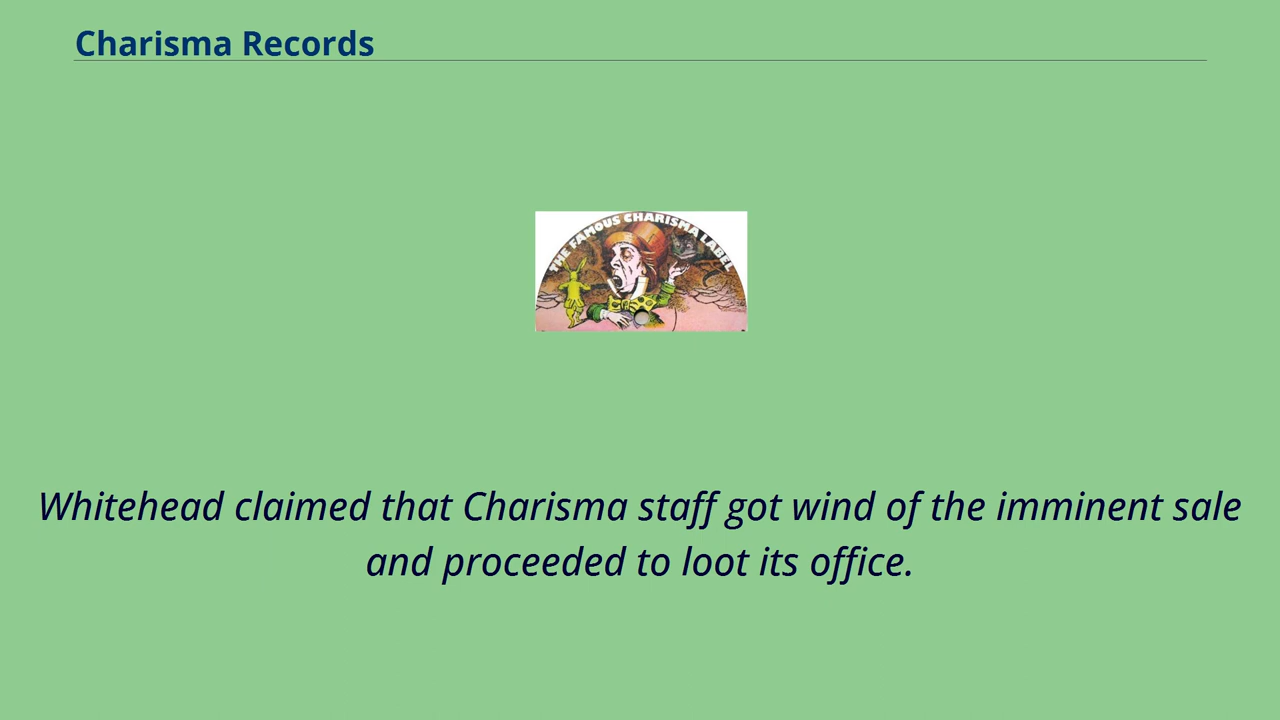 Charisma Records
THE FAMOUS CHARISMA LABEL
Whitehead claimed that Charisma staff got wind of the imminent sale
and proceeded to loot its office.